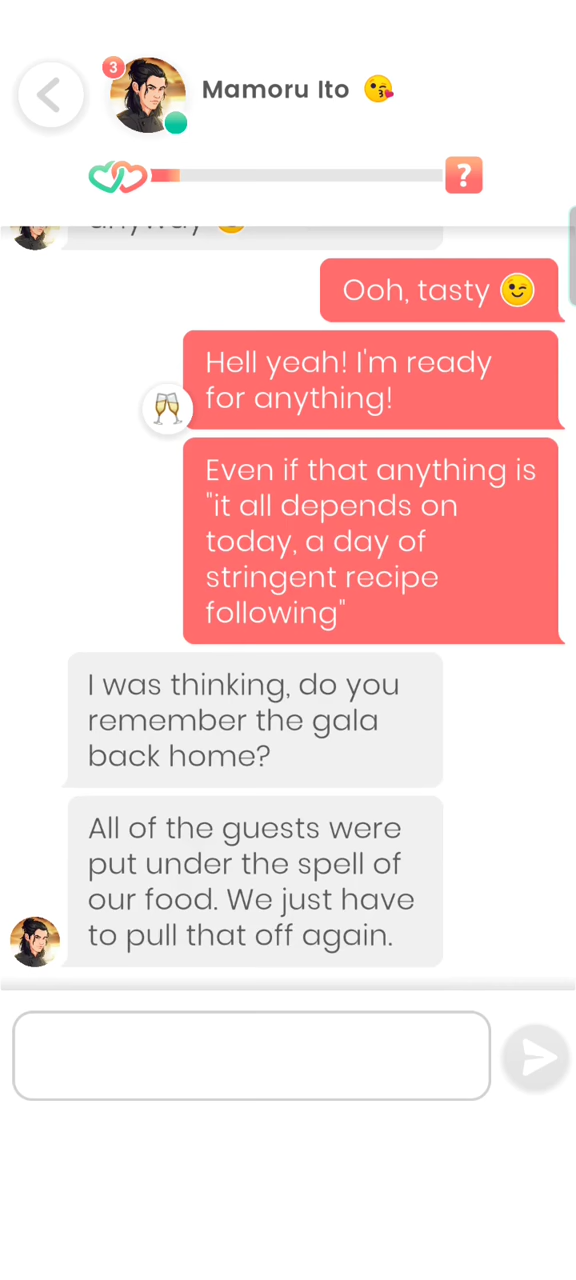 3
Mamoru Ito 😘
?
Ooh, tasty 😉
Hell yeah! I'm ready
for anything!
Even if that anything is
"it all depends on
today, a day of
stringent recipe
following"
I was thinking, do you
remember the gala
back home?
All of the guests were
put under the spell of
our food. We just have
to pull that off again.